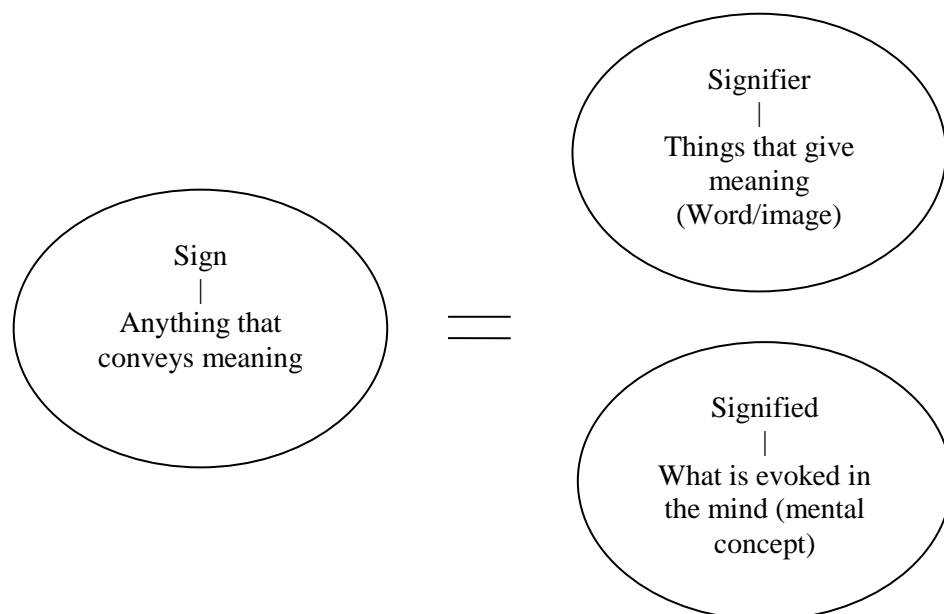 Sign
|
Anything that
conveys meaning
Signifier
|
Things that give
meaning
(Word/image)
Signified
|
What is evoked in
the mind (mental
concept)